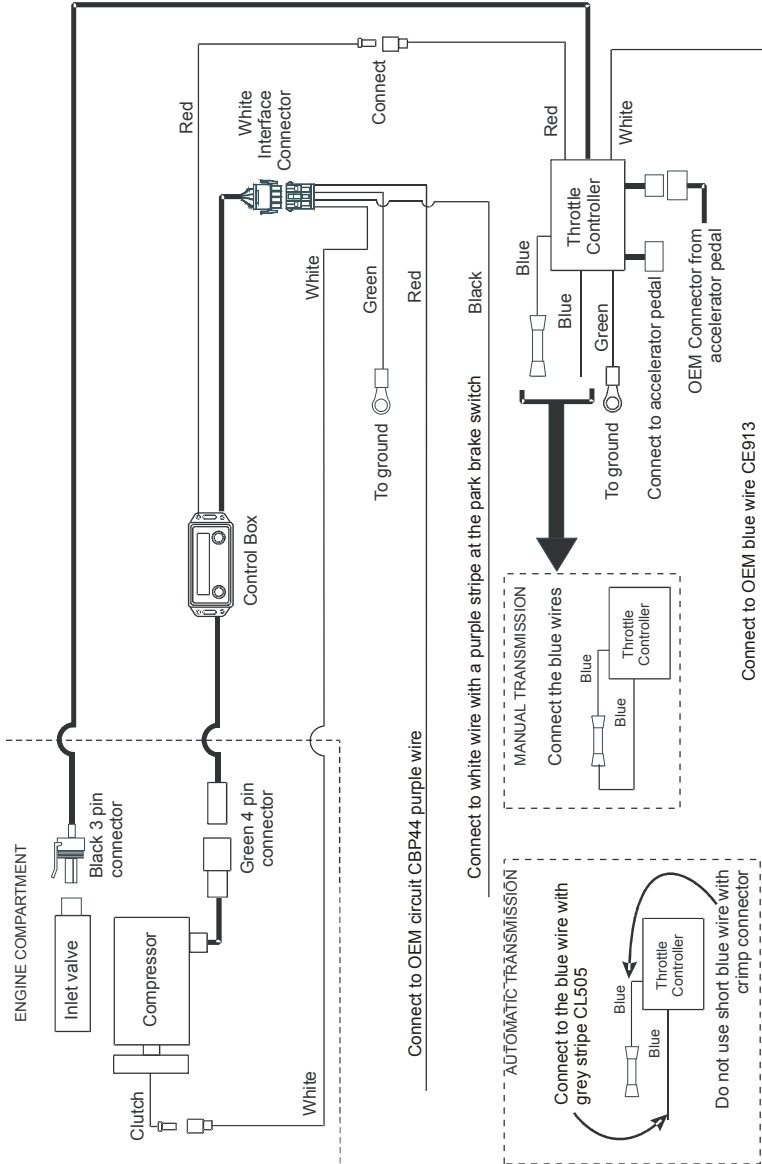 ENGINE COMPARTMENT
Inlet valve
Black 3 pin
connector
Compressor
Green 4 pin
connector
Clutch
White
Control Box
Red
White
Interface
Connector
Connect
White
Green
Red
Black
To ground
Connect to OEM circuit CBP44 purple wire
Connect to white wire with a purple stripe at the park brake switch
Red
White
Throttle
Controller
Blue
Blue
Green
To ground
Connect to accelerator pedal
OEM Connector from
accelerator pedal
Connect to OEM blue wire CE913
MANUAL TRANSMISSION
Connect the blue wires
Blue
Blue
Throttle
Controller
AUTOMATIC TRANSMISSION
Connect to the blue wire with
grey stripe CL505
Blue
Blue
Throttle
Controller
Do not use short blue wire with
crimp connector